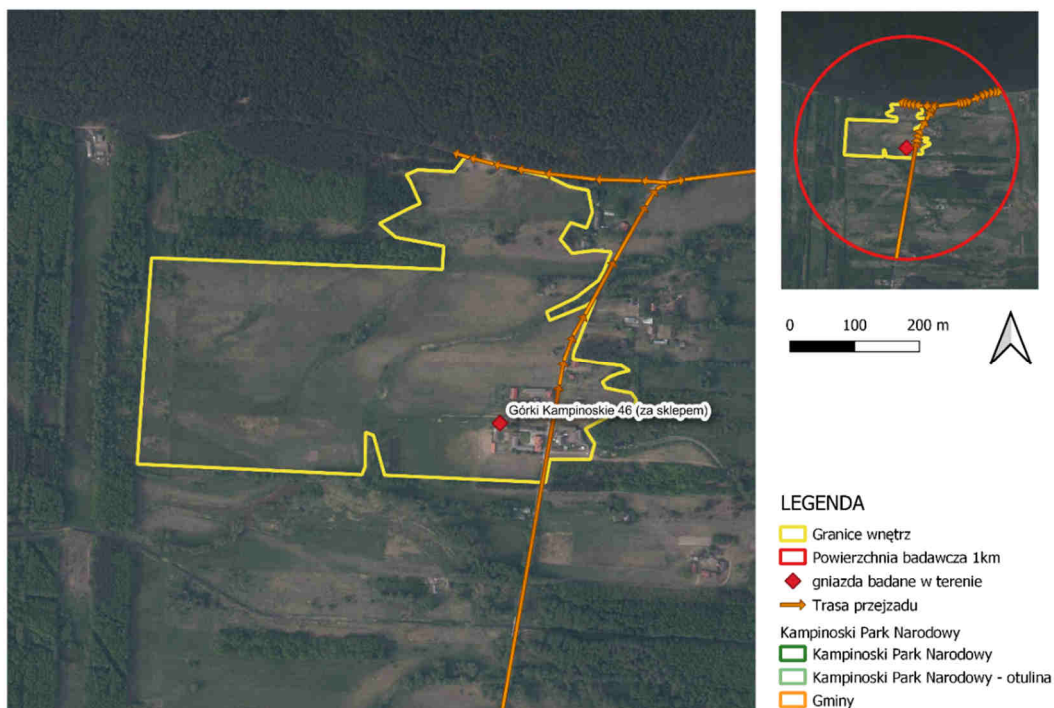 Górki Kampinoskie 46 (za sklepem)
0 100 200 m
LEGENDA
Granice wnętrz
Powierzchnia badawcza 1km
gniazda badane w terenie
Trasa przejzadu
Kampinoski Park Narodowy
Kampinoski Park Narodowy
Kampinoski Park Narodowy - otulina
Gminy